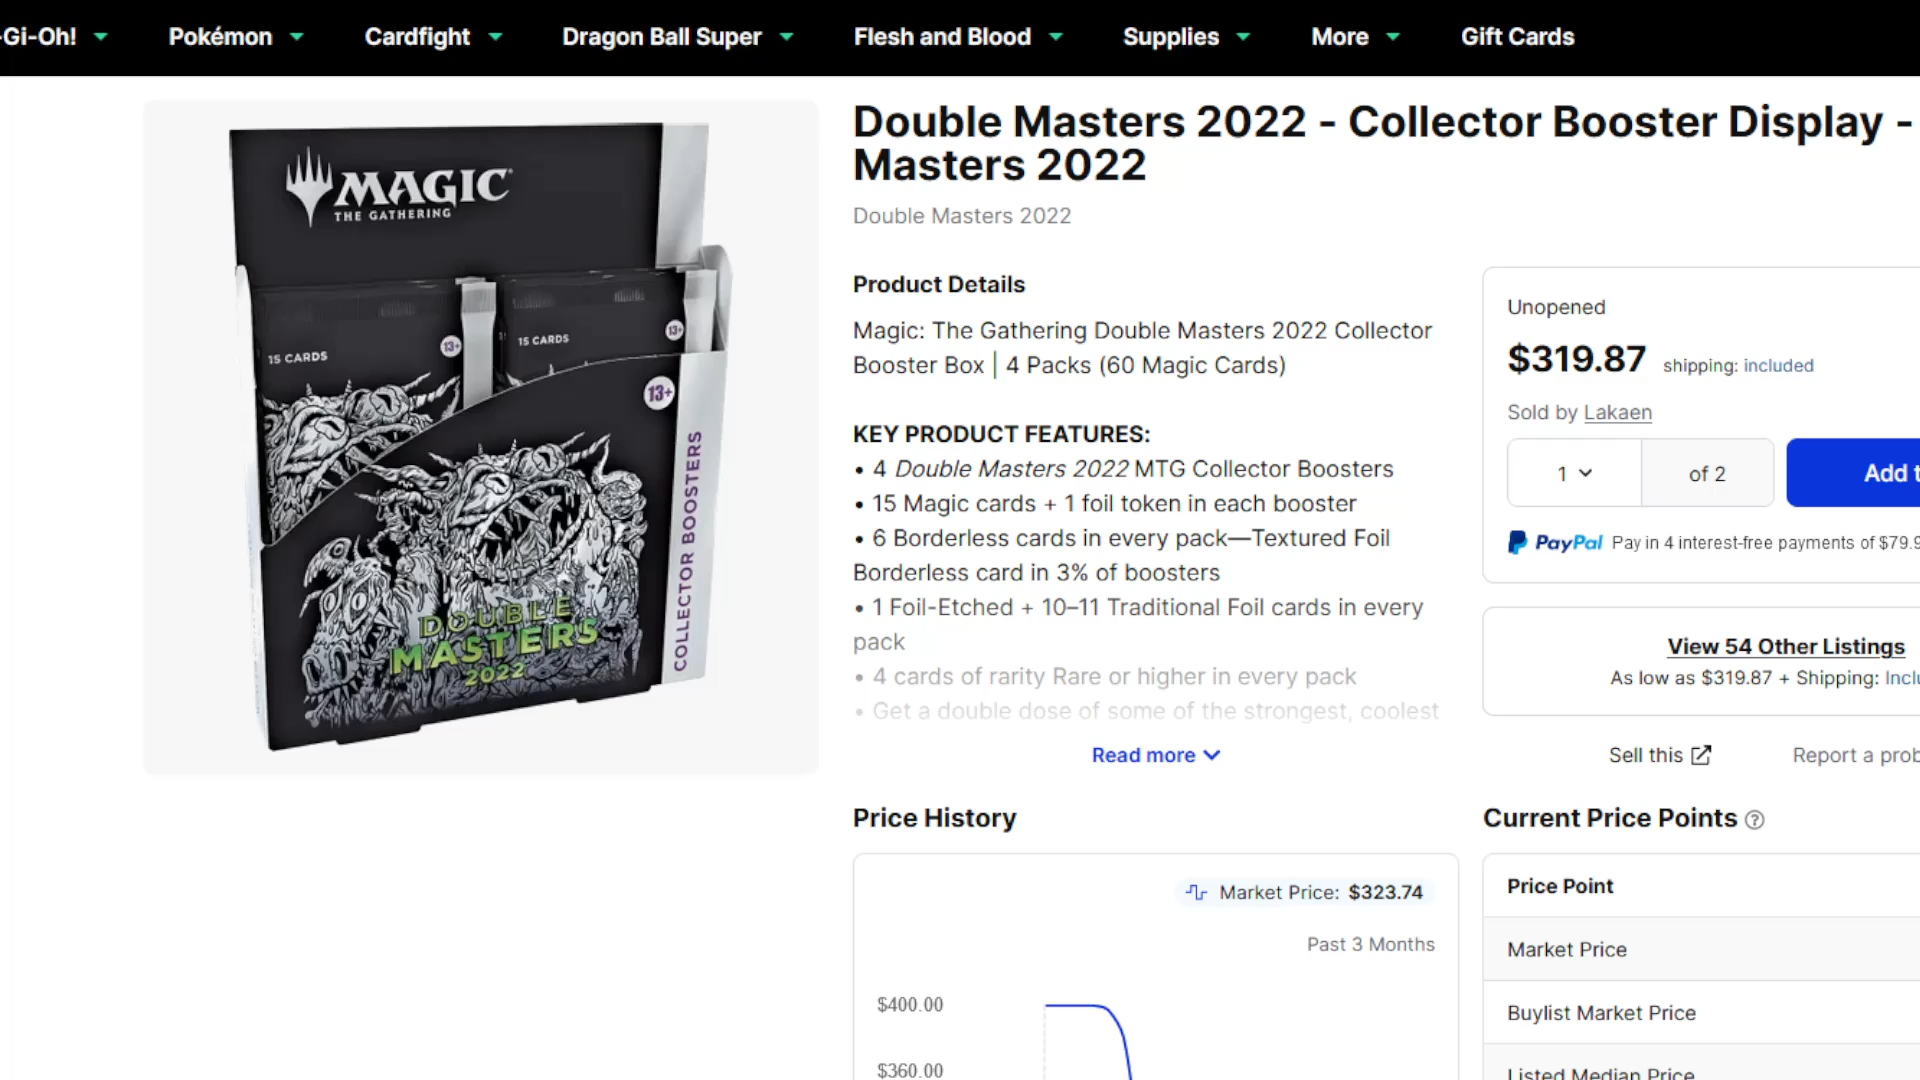 -Gi-Oh! Pokémon Cardfight Dragon Ball Super Flesh and Blood Supplies More Gift Cards
MAGIC
THE GATHERING
15 CARDS 13+
15 CARDS 13+
13+
COLLECTOR BOOSTERS
DOUBLE
MASTERS
2022
Double Masters 2022 - Collector Booster Display -
Masters 2022
Double Masters 2022
Product Details
Magic: The Gathering Double Masters 2022 Collector
Booster Box | 4 Packs (60 Magic Cards)
KEY PRODUCT FEATURES:
• 4 Double Masters 2022 MTG Collector Boosters
• 15 Magic cards + 1 foil token in each booster
• 6 Borderless cards in every pack—Textured Foil
Borderless card in 3% of boosters
• 1 Foil-Etched + 10–11 Traditional Foil cards in every
pack
• 4 cards of rarity Rare or higher in every pack
• Get a double dose of some of the strongest, coolest
Read more
Unopened
$319.87 shipping: included
Sold by Lakaen
1 of 2 Add t
PayPal Pay in 4 interest-free payments of $79.9
View 54 Other Listings
As low as $319.87 + Shipping: Inclu
Sell this Report a prob
Price History
Market Price: $323.74
Past 3 Months
$400.00
$360.00
Current Price Points ?
Price Point
Market Price
Buylist Market Price
Listed Median Price